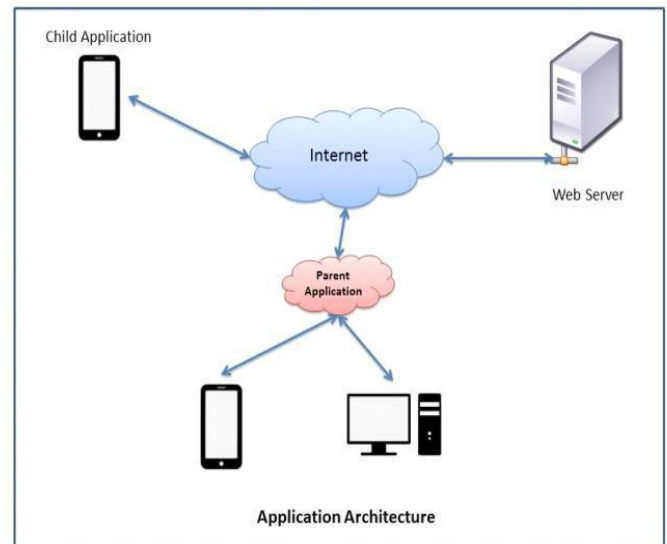 Child Application
Internet
Web Server
Parent
Application
Application Architecture